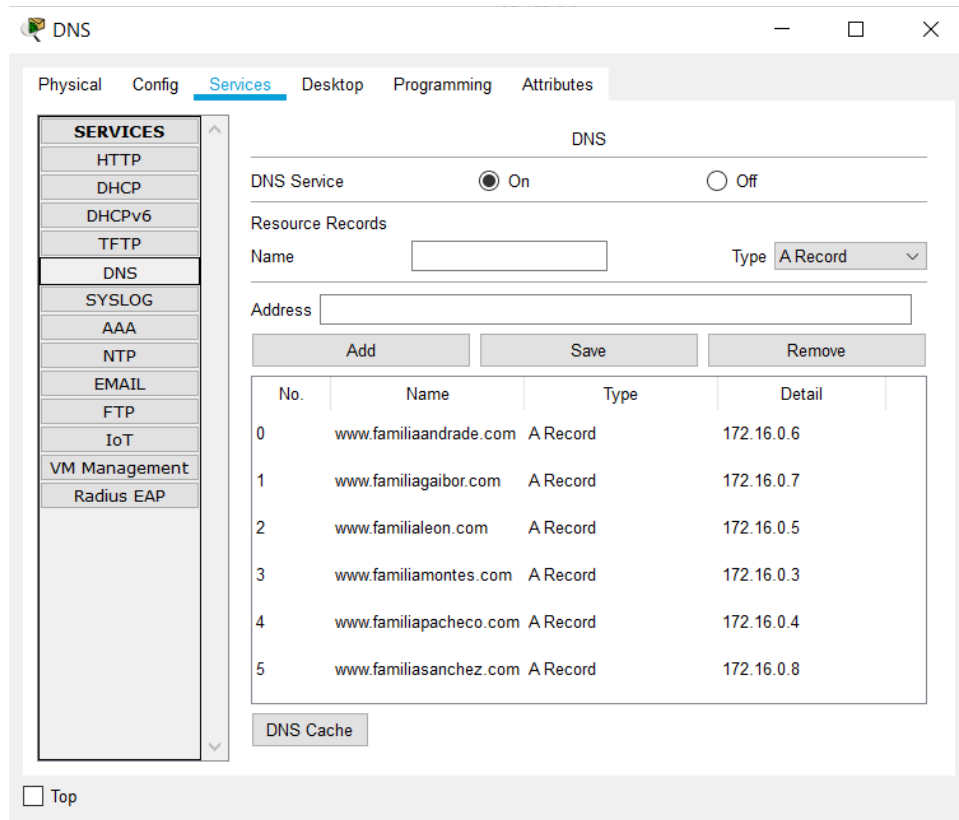 DNS
Physical Config Services Desktop Programming Attributes
SERVICES
HTTP
DHCP
DHCPv6
TFTP
DNS
SYSLOG
AAA
NTP
EMAIL
FTP
IoT
VM Management
Radius EAP
DNS
DNS Service On Off
Resource Records
Name Type A Record
Address
Add Save Remove
No. Name Type Detail
0 www.familiaandrade.com A Record 172.16.0.6
1 www.familiagaibor.com A Record 172.16.0.7
2 www.familialeon.com A Record 172.16.0.5
3 www.familiamontes.com A Record 172.16.0.3
4 www.familiapacheco.com A Record 172.16.0.4
5 www.familiasanchez.com A Record 172.16.0.8
DNS Cache
Top